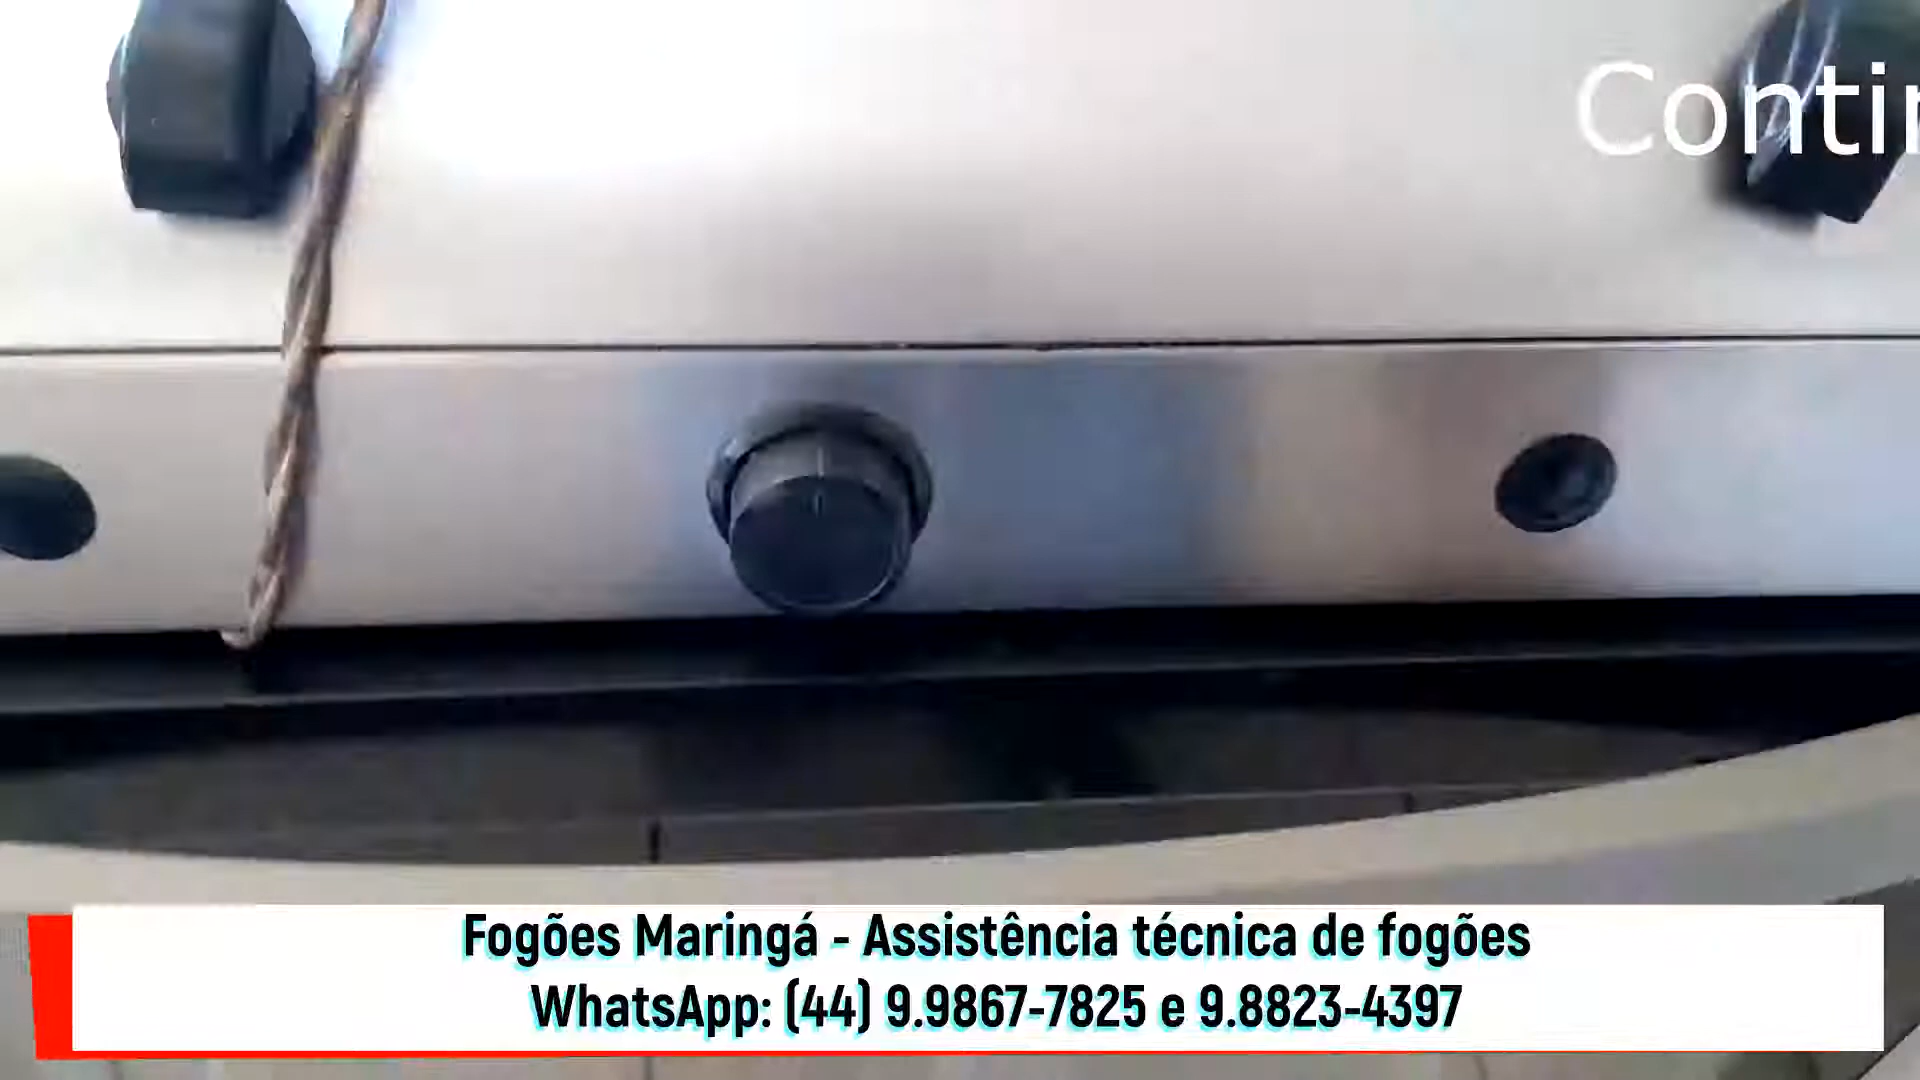 Fogões Maringá - Assistência técnica de fogões
WhatsApp: (44) 9.9867-7825 e 9.8823-4397